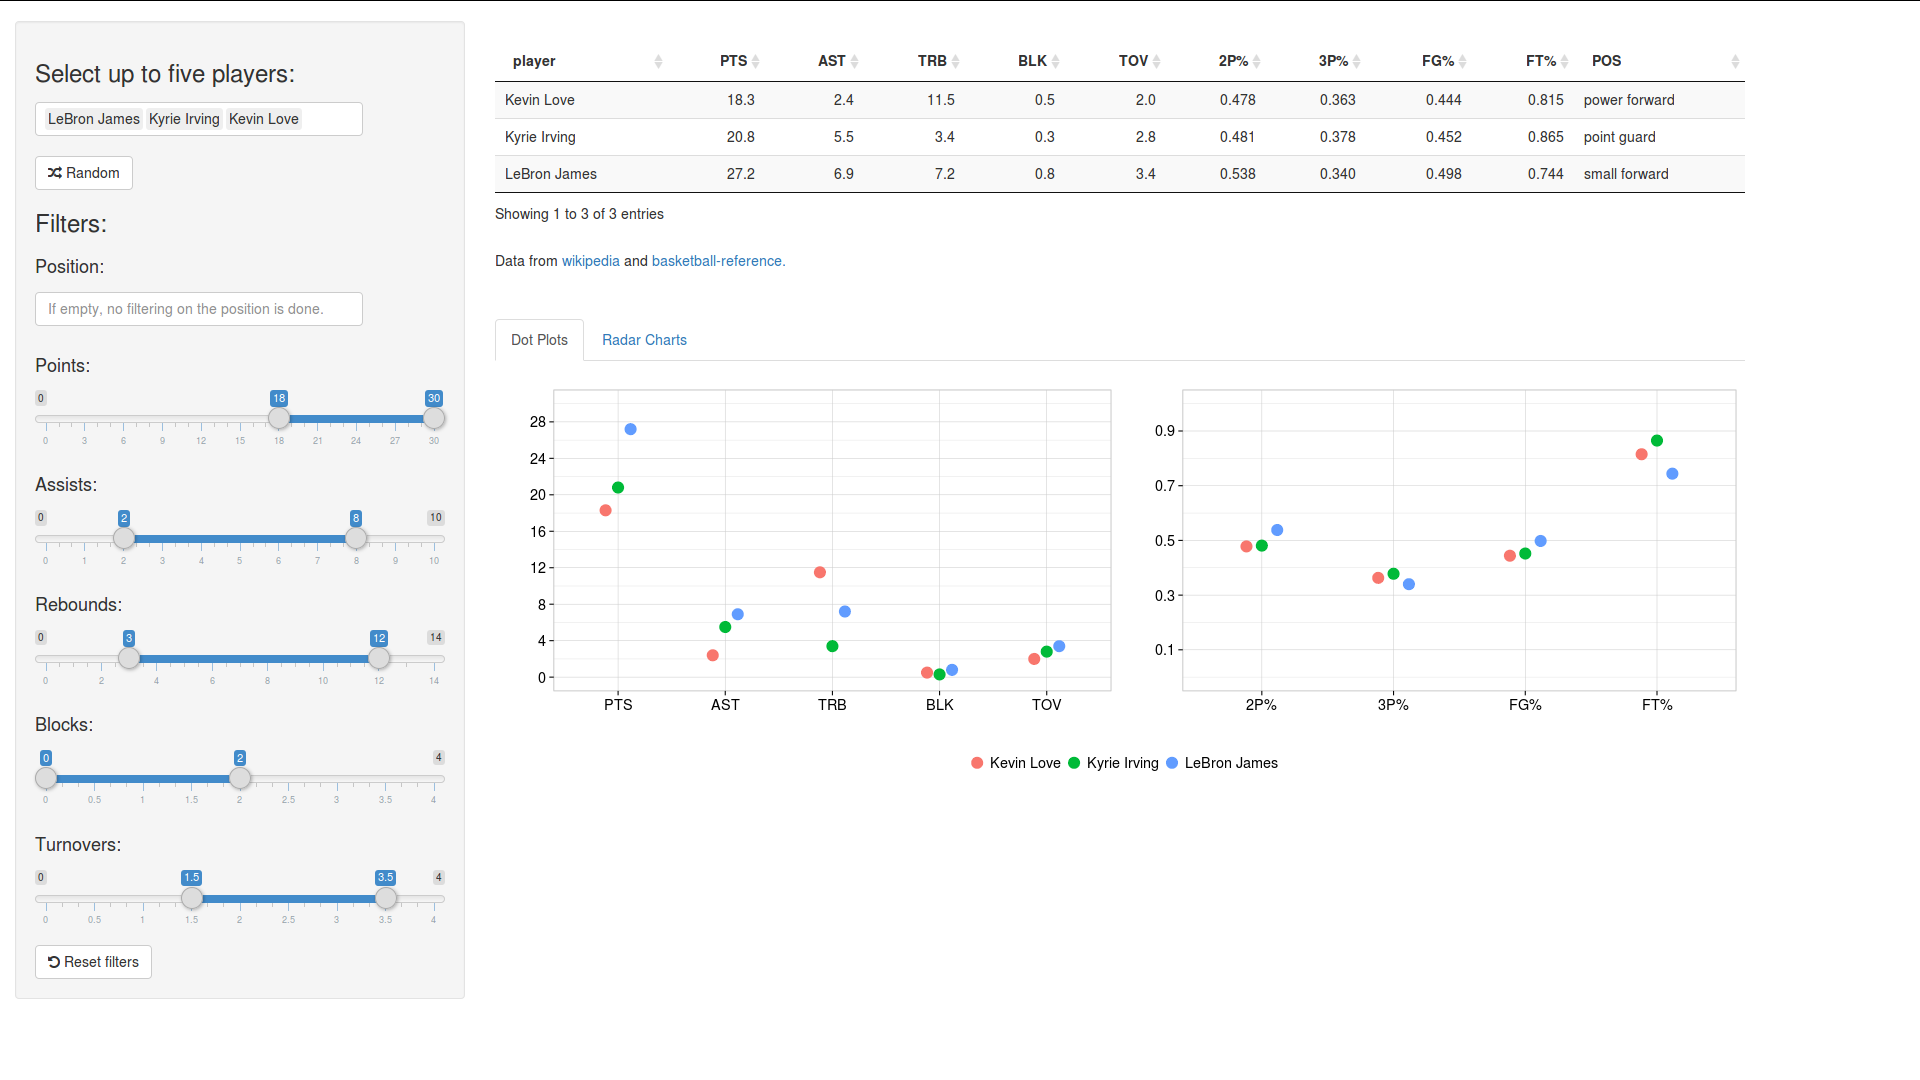 Select up to five players:
LeBron James Kyrie Irving Kevin Love
Random
Filters:
Position:
If empty, no filtering on the position is done.
Points:
0 18 30
0 3 6 9 12 15 18 21 24 27 30
Assists:
0 2 8 10
0 1 2 3 4 5 6 7 8 9 10
Rebounds:
0 3 12 14
0 2 4 6 8 10 12 14
Blocks:
0 2 4
0 0.5 1 1.5 2 2.5 3 3.5 4
Turnovers:
0 1.5 3.5 4
0 0.5 1 1.5 2 2.5 3 3.5 4
Reset filters
player PTS AST TRB BLK TOV 2P% 3P% FG% FT% POS
Kevin Love 18.3 2.4 11.5 0.5 2.0 0.478 0.363 0.444 0.815 power forward
Kyrie Irving 20.8 5.5 3.4 0.3 2.8 0.481 0.378 0.452 0.865 point guard
LeBron James 27.2 6.9 7.2 0.8 3.4 0.538 0.340 0.498 0.744 small forward
Showing 1 to 3 of 3 entries
Data from wikipedia and basketball-reference.
Dot Plots Radar Charts
28
24
20
16
12
8
4
0
PTS AST TRB BLK TOV
0.9
0.7
0.5
0.3
0.1
2P% 3P% FG% FT%
Kevin Love Kyrie Irving LeBron James